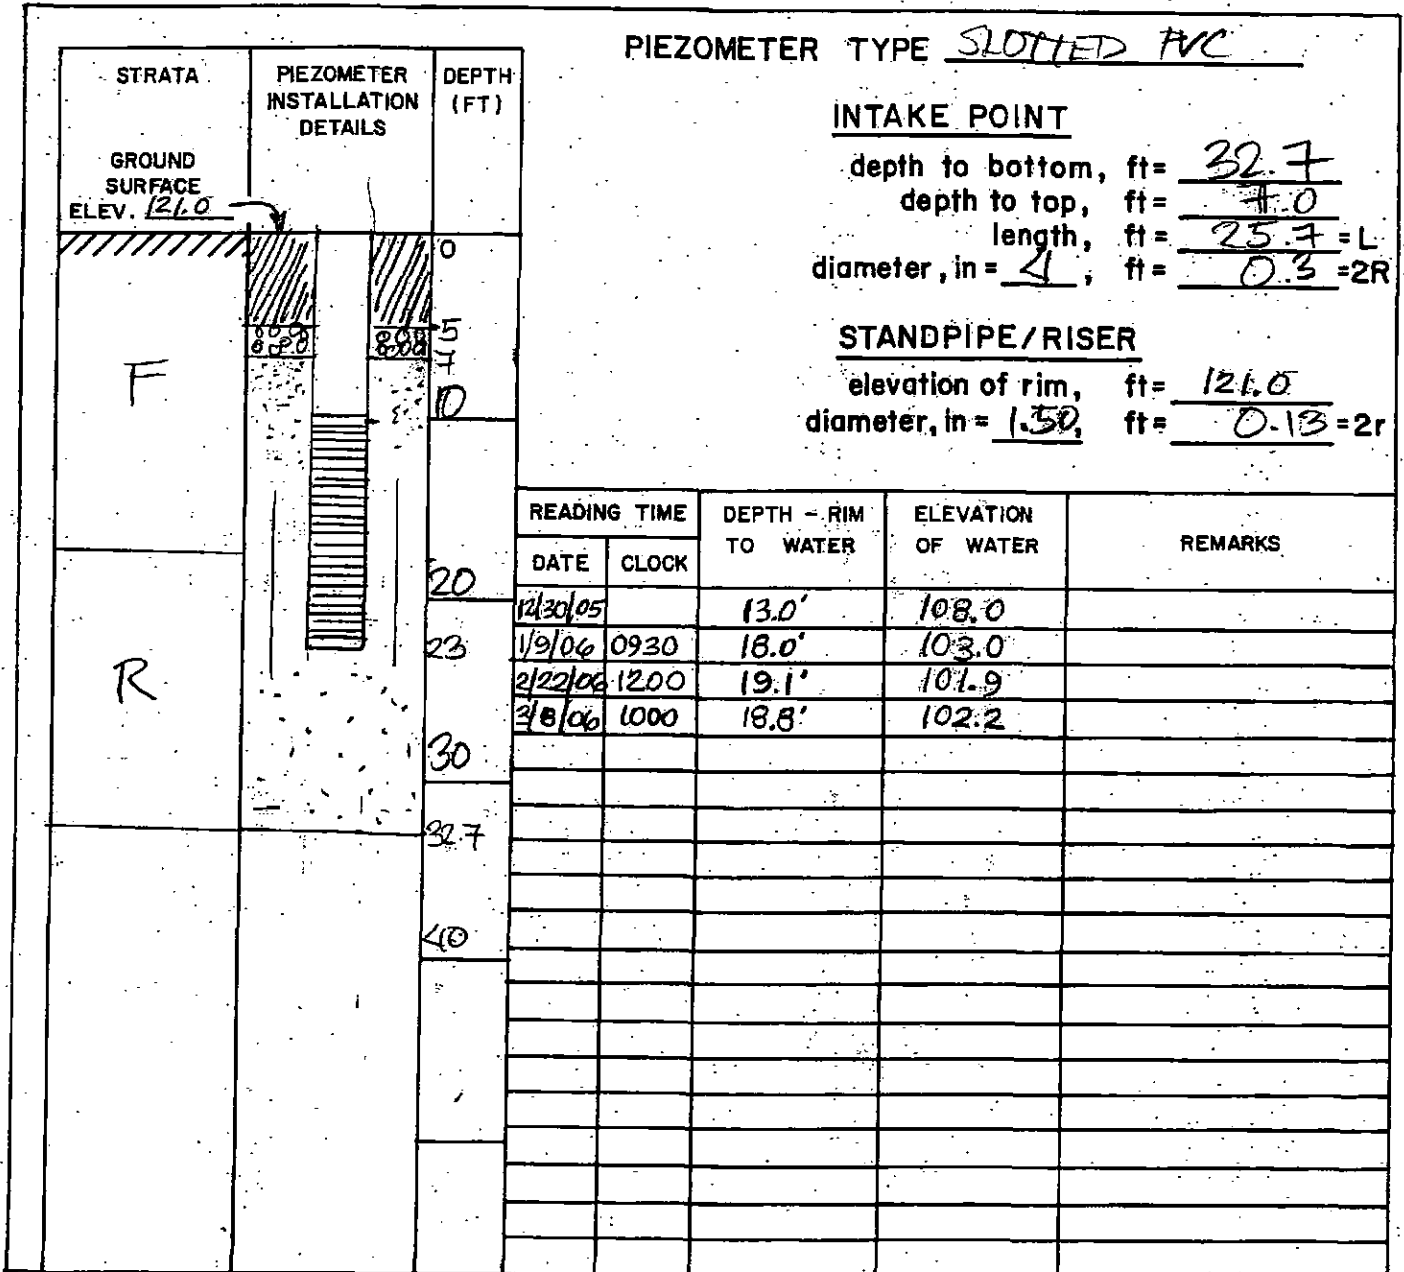 PIEZOMETER TYPE SLOTTED PVC
INTAKE POINT
depth to bottom, ft= 32.7
depth to top, ft= 7.0
length, ft= 25.7 =L
diameter, in= 4, ft= 0.3 =2R
STANDPIPE/RISER
elevation of rim, ft= 121.0
diameter, in= 1.50, ft= 0.13 =2r
STRATA
PIEZOMETER INSTALLATION DETAILS
DEPTH (FT)
GROUND
SURFACE
ELEV. 121.0
0
5
7
10
20
23
30
32.7
40
F
R
READING TIME DEPTH - RIM TO WATER ELEVATION OF WATER REMARKS
DATE CLOCK
12/30/05 13.0' 108.0
1/9/06 0930 18.0' 103.0
2/22/06 1200 19.1' 101.9
3/8/06 1000 18.8' 102.2